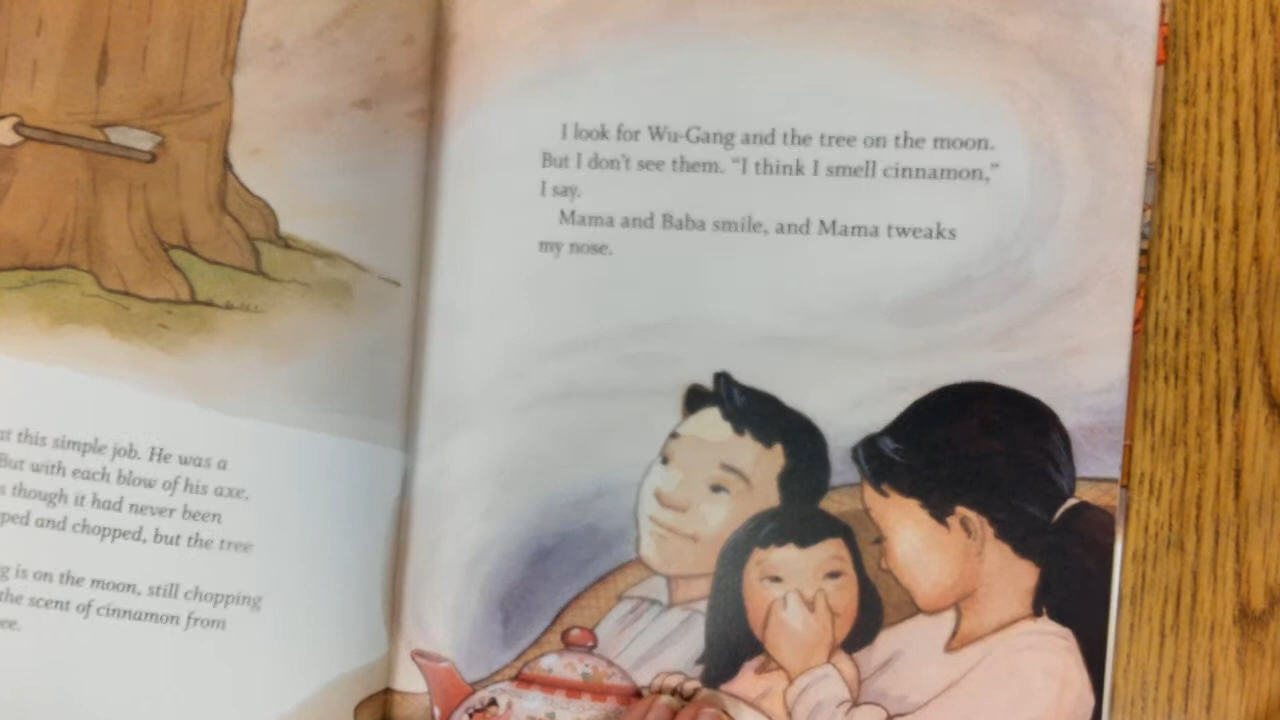 this simple job. He was a
But with each blow of his axe,
though it had never been
and chopped, but the tree
is on the moon, still chopping
the scent of cinnamon from
I look for Wu-Gang and the tree on the moon.
But I don't see them. "I think I smell cinnamon,"
I say.
Mama and Baba smile, and Mama tweaks
my nose.